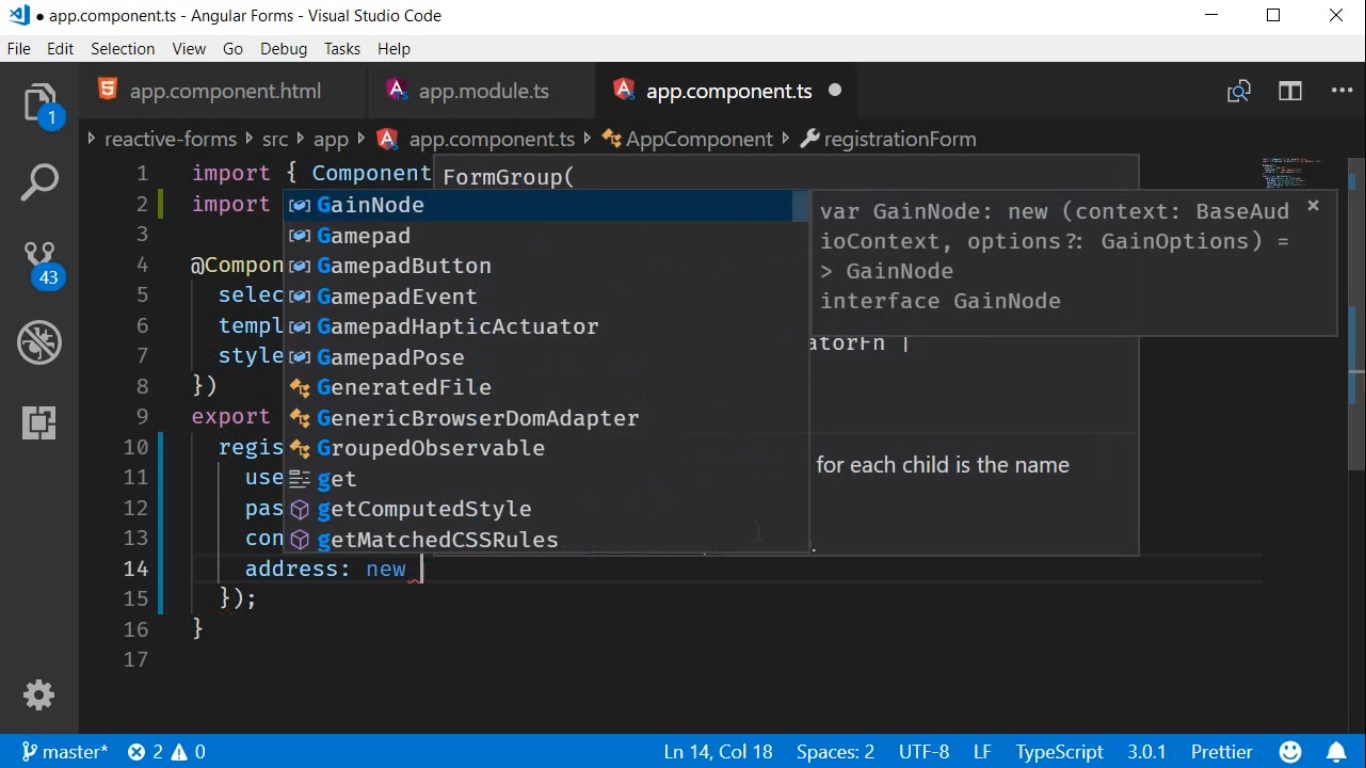 app.component.ts - Angular Forms - Visual Studio Code
File Edit Selection View Go Debug Tasks Help
app.component.html app.module.ts app.component.ts
reactive-forms src app app.component.ts AppComponent registrationForm
1 import { Component
FormGroup(
2 import
3
4 @Compon
5 selec
6 templ
7 style
8 })
9 export
10 regis
11 use
12 pas
13 con
14 address: new
15 });
16 }
17
GainNode
Gamepad
GamepadButton
GamepadEvent
GamepadHapticActuator
GamepadPose
GeneratedFile
GenericBrowserDomAdapter
GroupedObservable
get
getComputedStyle
getMatchedCSSRules
var GainNode: new (context: BaseAud
ioContext, options?: GainOptions) =
> GainNode
interface GainNode
atorFn |
for each child is the name
1
43
master* 2 0 Ln 14, Col 18 Spaces: 2 UTF-8 LF TypeScript 3.0.1 Prettier